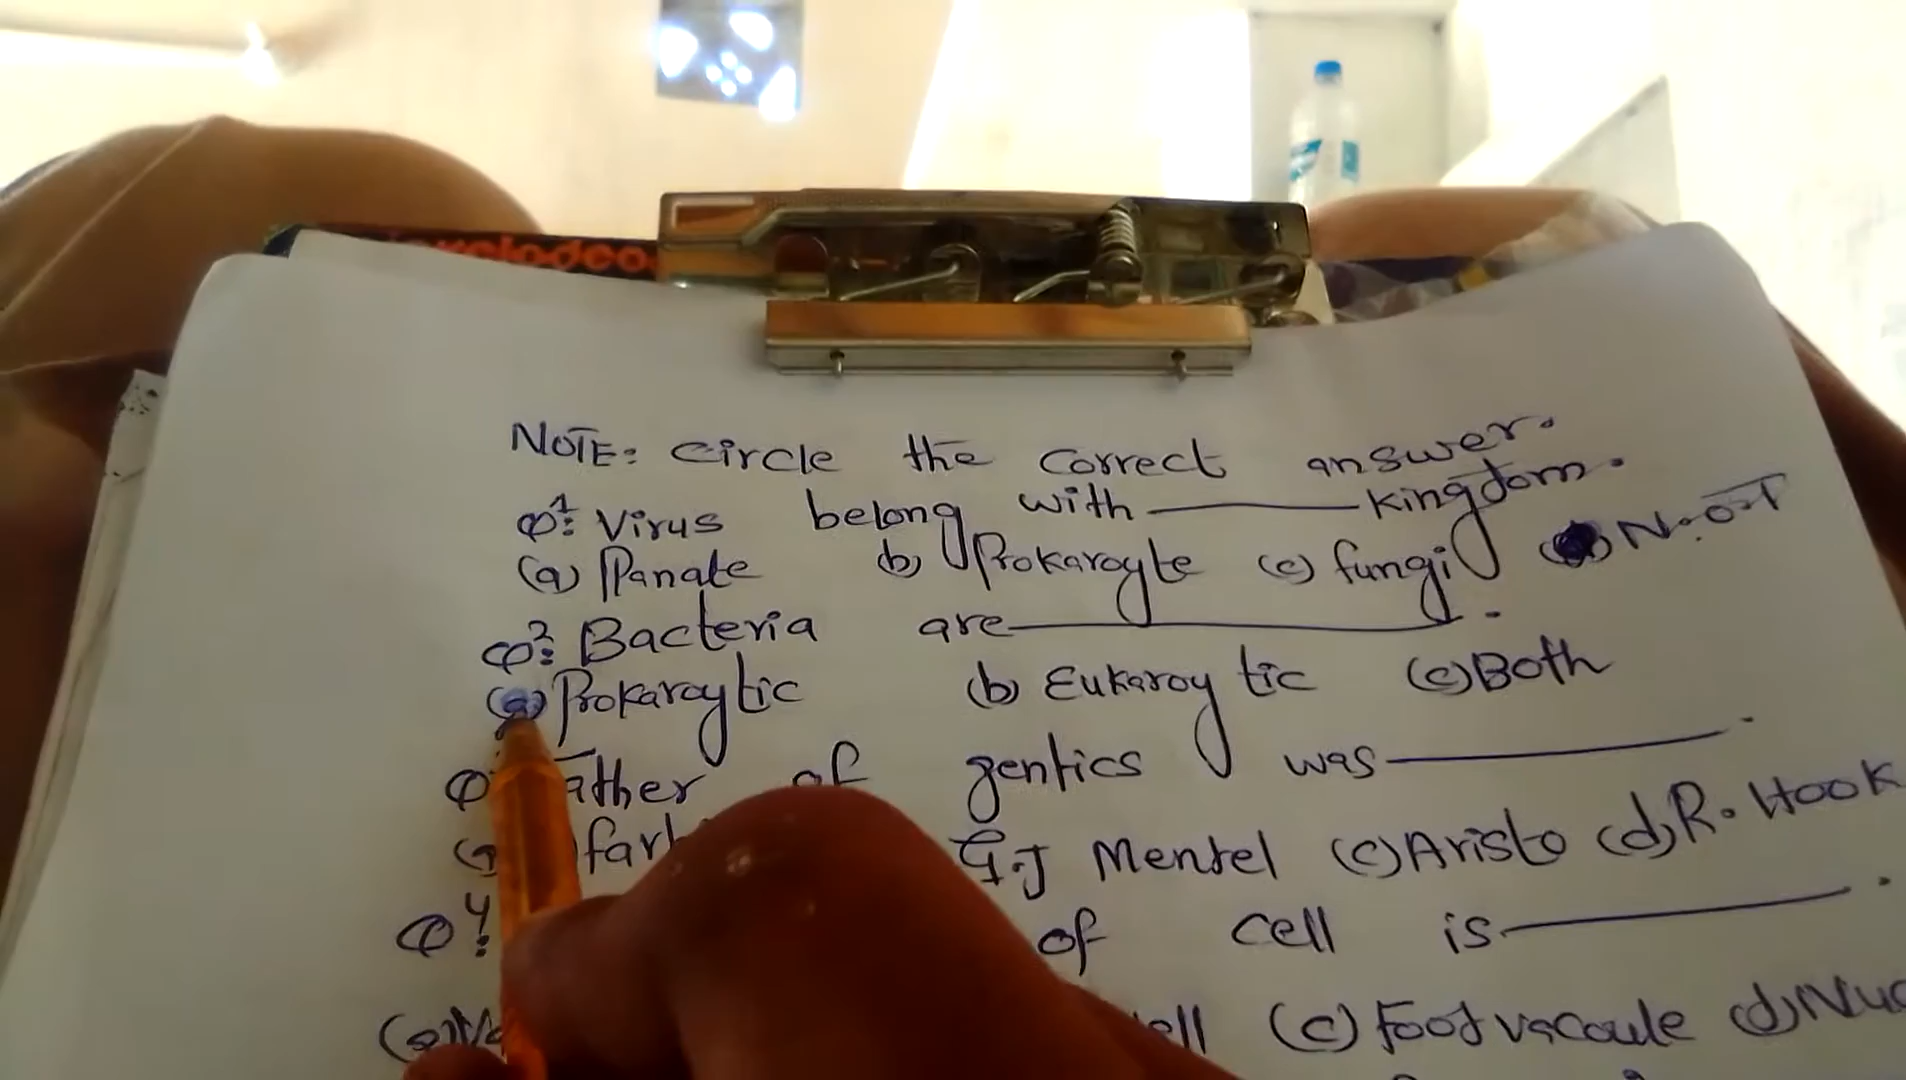 NOTE: Circle the correct answer.
Q1: Virus belong with ______ kingdom.
(a) Planate (b) Prokaroyte (c) fungi N.O.T
Q2: Bacteria are ______.
(a) Prokaroytic (b) Eukaroytic (c) Both
Q father of gentics was ______.
G.J Mentel (c) Aristo (d) R. Hook
Q4: of cell is ______.
(c) Foot vacoule (d)